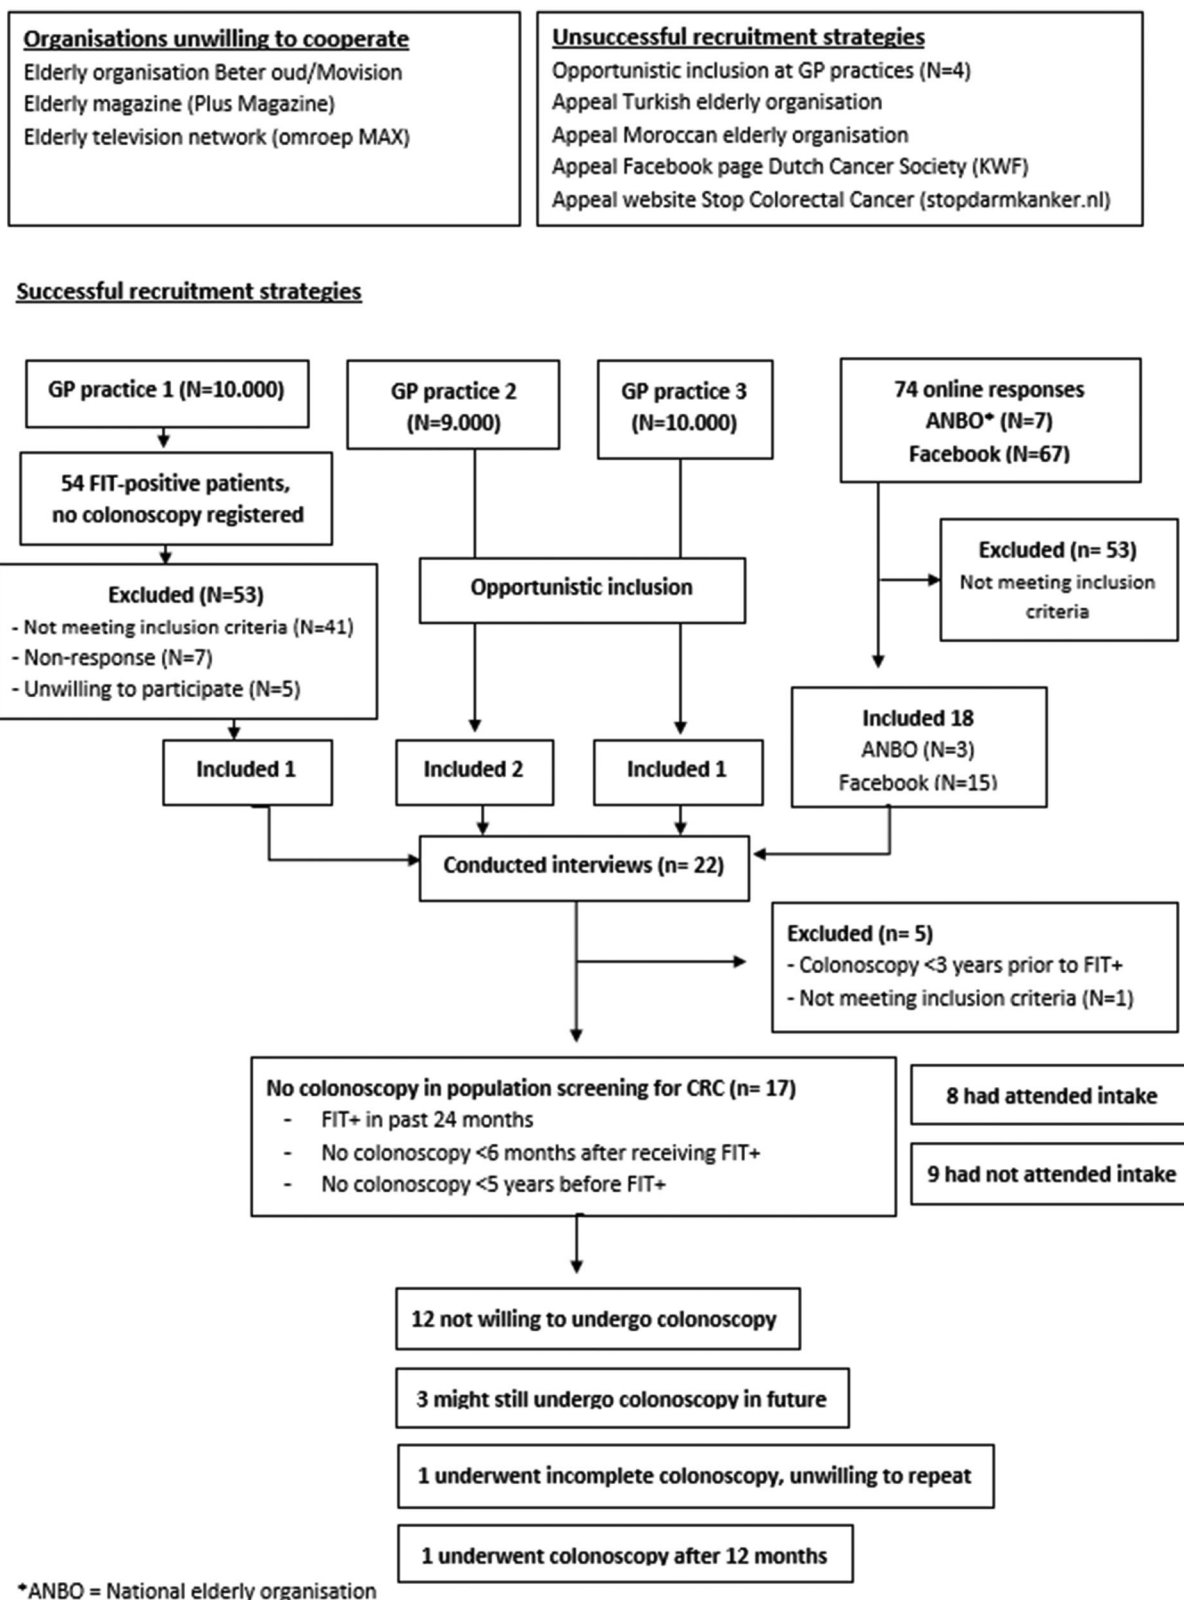 Organisations unwilling to cooperate
Elderly organisation Beter oud/Movision
Elderly magazine (Plus Magazine)
Elderly television network (omroep MAX)
Unsuccessful recruitment strategies
Opportunistic inclusion at GP practices (N=4)
Appeal Turkish elderly organisation
Appeal Moroccan elderly organisation
Appeal Facebook page Dutch Cancer Society (KWF)
Appeal website Stop Colorectal Cancer (stopdarmkanker.nl)
Successful recruitment strategies
GP practice 1 (N=10.000)
GP practice 2
(N=9.000)
GP practice 3
(N=10.000)
74 online responses
ANBO* (N=7)
Facebook (N=67)
54 FIT-positive patients,
no colonoscopy registered
Excluded (N=53)
- Not meeting inclusion criteria (N=41)
- Non-response (N=7)
- Unwilling to participate (N=5)
Opportunistic inclusion
Excluded (n= 53)
Not meeting inclusion
criteria
Included 1
Included 2
Included 1
Included 18
ANBO (N=3)
Facebook (N=15)
Conducted interviews (n= 22)
Excluded (n= 5)
- Colonoscopy <3 years prior to FIT+
- Not meeting inclusion criteria (N=1)
No colonoscopy in population screening for CRC (n= 17)
- FIT+ in past 24 months
- No colonoscopy <6 months after receiving FIT+
- No colonoscopy <5 years before FIT+
8 had attended intake
9 had not attended intake
12 not willing to undergo colonoscopy
3 might still undergo colonoscopy in future
1 underwent incomplete colonoscopy, unwilling to repeat
1 underwent colonoscopy after 12 months
*ANBO = National elderly organisation